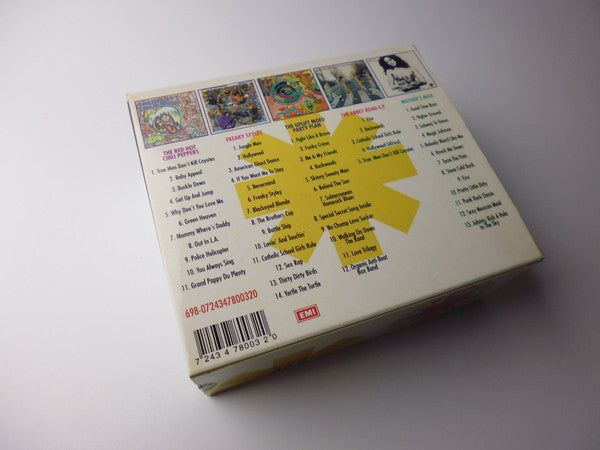 THE RED HOT
CHILI PEPPERS
1. True Men Don't Kill Coyotes
2. Baby Appeal
3. Buckle Down
4. Get Up And Jump
5. Why Don't You Love Me
6. Green Heaven
7. Mommy Where's Daddy
8. Out In L.A.
9. Police Helicopter
10. You Always Sing
11. Grand Pappy Du Plenty
FREAKY STYLEY
1. Jungle Man
2. Hollywood
3. American Ghost Dance
4. If You Want Me To Stay
5. Nevermind
6. Freaky Styley
7. Blackeyed Blonde
8. The Brothers Cup
9. Battle Ship
10. Lovin' And Touchin'
11. Catholic School Girls Rule
12. Sex Rap
13. Thirty Dirty Birds
14. Yertle The Turtle
THE UPLIFT MOFO
PARTY PLAN
1. Fight Like A Brave
2. Funky Crime
3. Me & My Friends
4. Backwoods
5. Skinny Sweaty Man
6. Behind The Sun
7. Subterranean
Homesick Blues
8. Special Secret Song Inside
9. No Chump Love Sucker
10. Walking On Down
The Road
11. Love Trilogy
12. Organic Anti-Beat
Box Band
THE ABBEY ROAD E.P.
1. Fire
2. Backwoods
3. Catholic School Girls Rule
4. Hollywood (Africa)
5. True Men Don't Kill Coyotes
MOTHER'S MILK
1. Good Time Boys
2. Higher Ground
3. Subway To Venus
4. Magic Johnson
5. Nobody Weird Like Me
6. Knock Me Down
7. Taste The Pain
8. Stone Cold Bush
9. Fire
10. Pretty Little Ditty
11. Punk Rock Classic
12. Sexy Mexican Maid
13. Johnny Kick A Hole
In The Sky
698-0724347800320
7 24347 80032 0
EMI